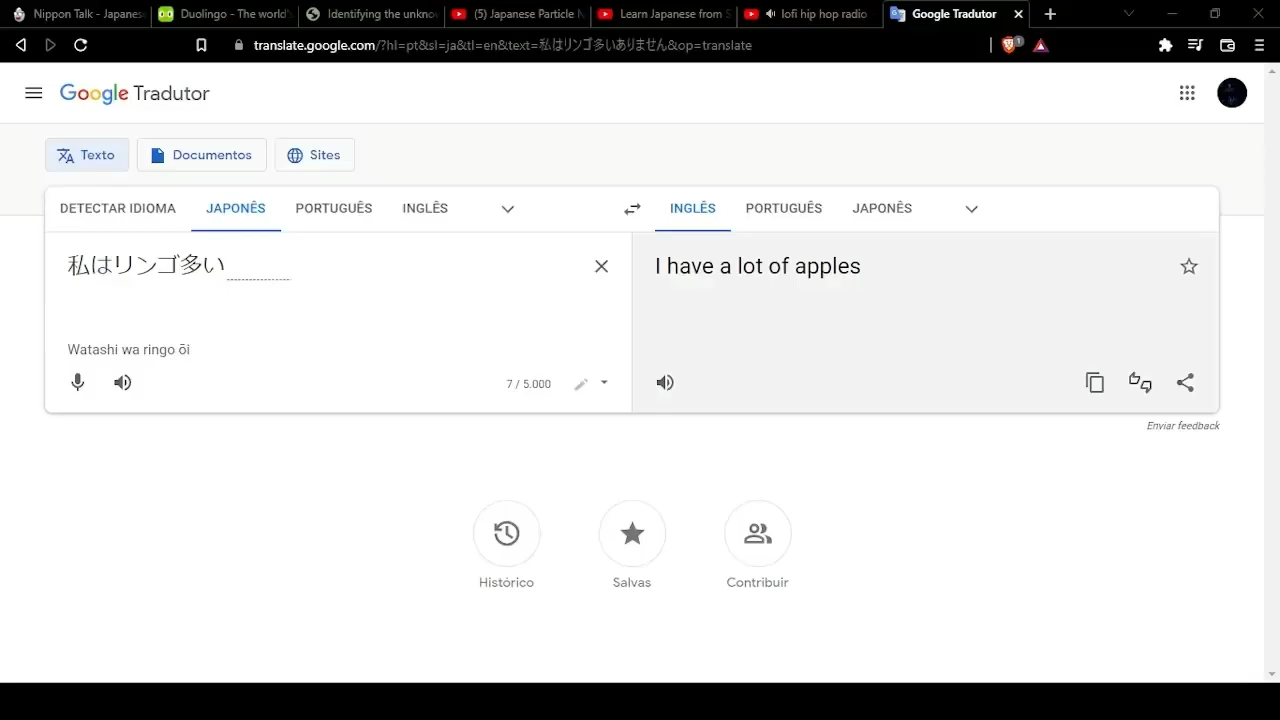 Nippon Talk - Japanes
Duolingo - The world'
Identifying the unkno
(5) Japanese Particle
Learn Japanese from S
lofi hip hop radio
Google Tradutor
translate.google.com/?hl=pt&sl=ja&tl=en&text=私はリンゴ多いありません&op=translate
1
Google Tradutor
Texto
Documentos
Sites
DETECTAR IDIOMA JAPONÊS PORTUGUÊS INGLÊS
INGLÊS PORTUGUÊS JAPONÊS
私はリンゴ多い
I have a lot of apples
Watashi wa ringo ōi
7 / 5.000
Enviar feedback
Histórico
Salvas
Contribuir